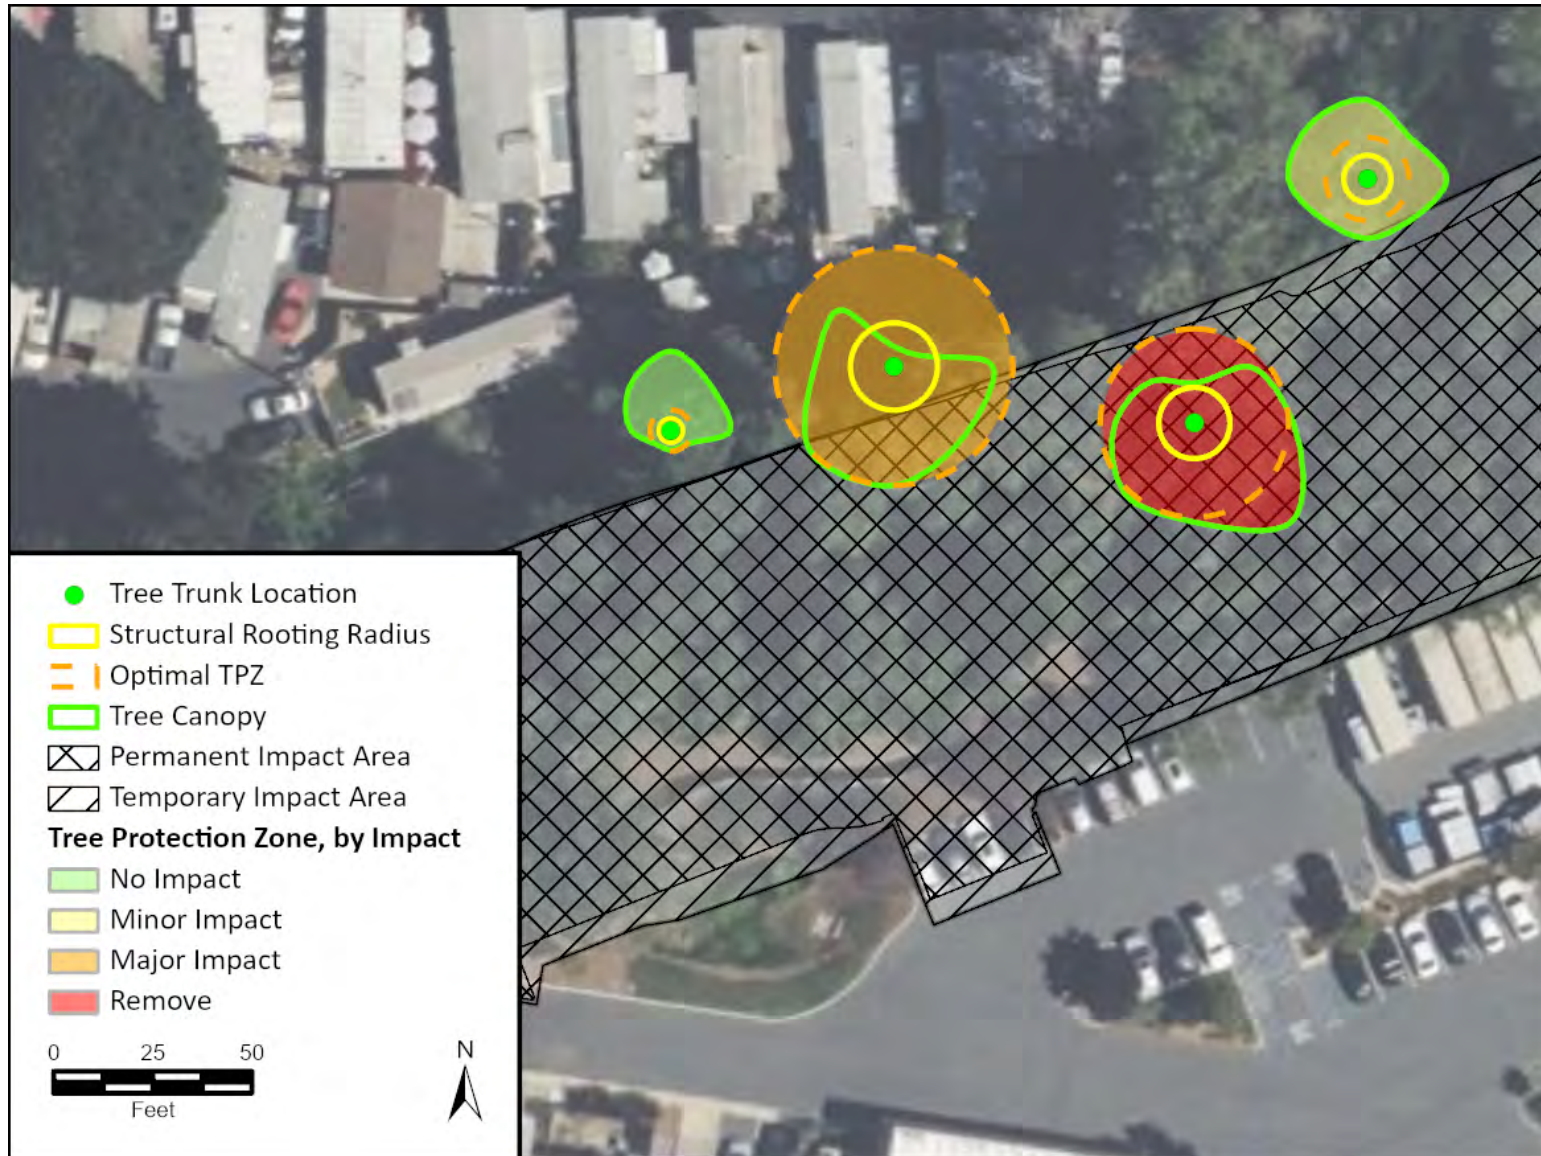 Tree Trunk Location
Structural Rooting Radius
Optimal TPZ
Tree Canopy
Permanent Impact Area
Temporary Impact Area
Tree Protection Zone, by Impact
No Impact
Minor Impact
Major Impact
Remove
0 25 50
Feet
N